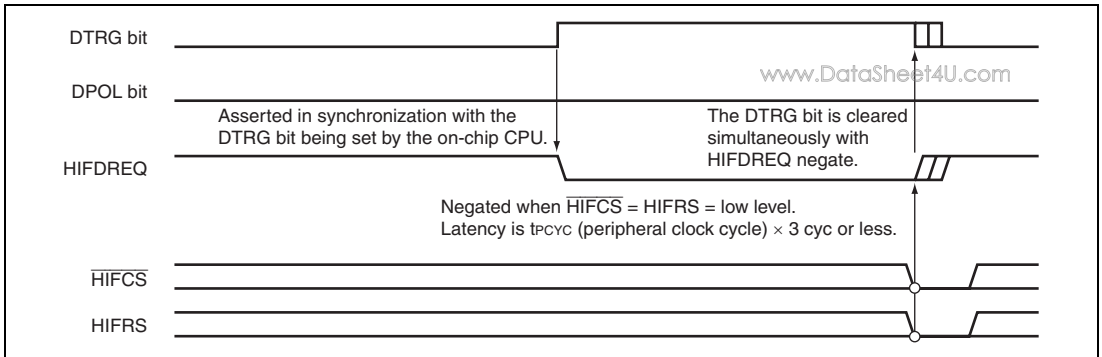 DTRG bit
www.DataSheet4U.com
DPOL bit
Asserted in synchronization with the
DTRG bit being set by the on-chip CPU.
The DTRG bit is cleared
simultaneously with
HIFDREQ negate.
HIFDREQ
Negated when HIFCS = HIFRS = low level.
Latency is tPCYC (peripheral clock cycle) × 3 cyc or less.
HIFCS
HIFRS